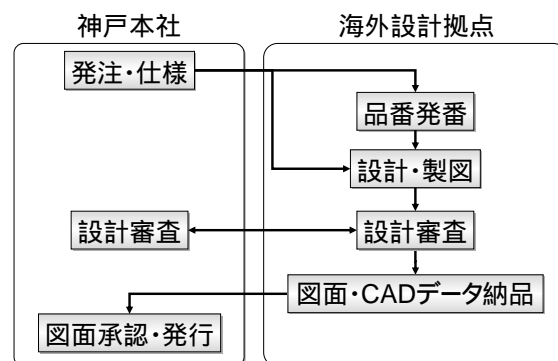 神戸本社
海外設計拠点
発注・仕様
品番発番
設計・製図
設計審査
設計審査
図面・CADデータ納品
図面承認・発行